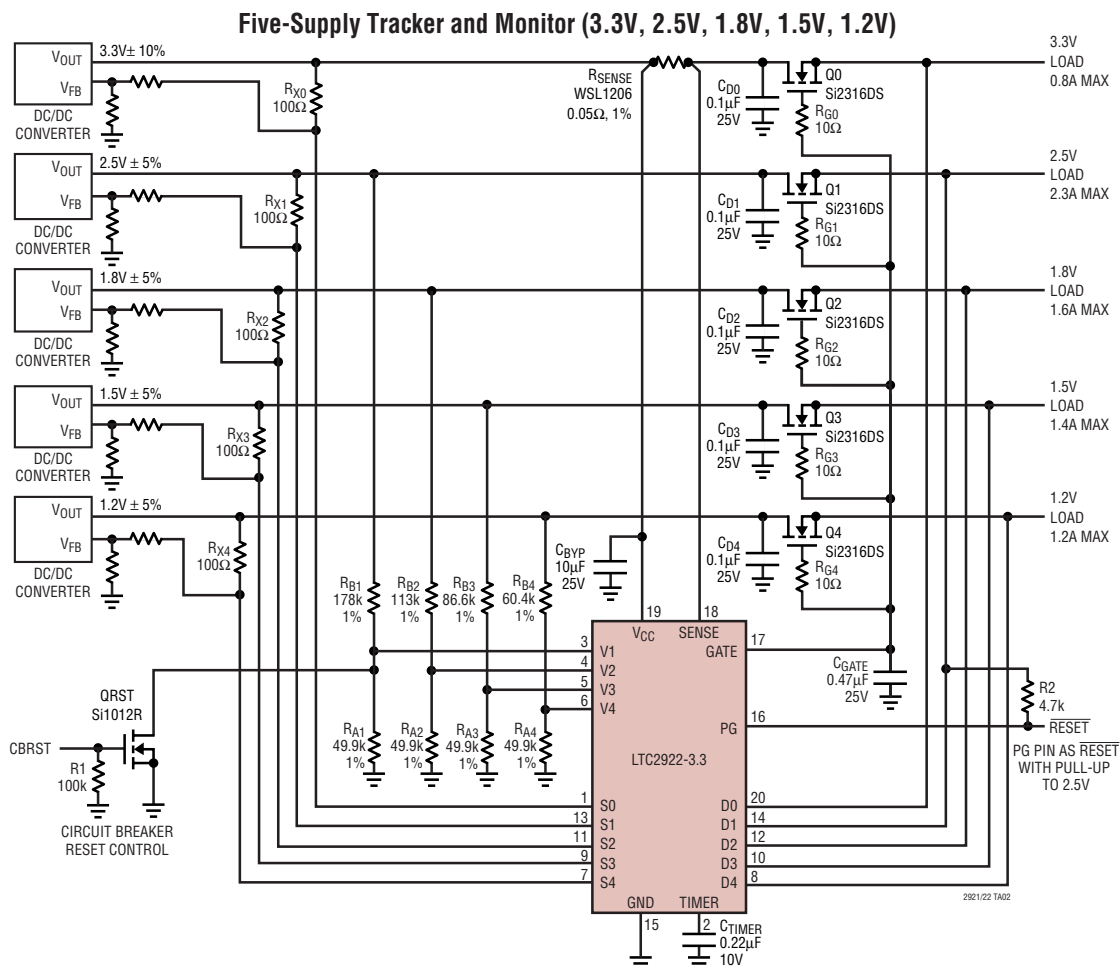 Five-Supply Tracker and Monitor (3.3V, 2.5V, 1.8V, 1.5V, 1.2V)
VOUT
3.3V± 10%
VFB
DC/DC
CONVERTER
RX0
100Ω
RSENSE
WSL1206
0.05Ω, 1%
CD0
0.1µF
25V
Q0
Si2316DS
RG0
10Ω
3.3V
LOAD
0.8A MAX
VOUT
2.5V ± 5%
VFB
DC/DC
CONVERTER
RX1
100Ω
CD1
0.1µF
25V
Q1
Si2316DS
RG1
10Ω
2.5V
LOAD
2.3A MAX
VOUT
1.8V ± 5%
VFB
DC/DC
CONVERTER
RX2
100Ω
CD2
0.1µF
25V
Q2
Si2316DS
RG2
10Ω
1.8V
LOAD
1.6A MAX
VOUT
1.5V ± 5%
VFB
DC/DC
CONVERTER
RX3
100Ω
CD3
0.1µF
25V
Q3
Si2316DS
RG3
10Ω
1.5V
LOAD
1.4A MAX
VOUT
1.2V ± 5%
VFB
DC/DC
CONVERTER
RX4
100Ω
CD4
0.1µF
25V
Q4
Si2316DS
RG4
10Ω
1.2V
LOAD
1.2A MAX
RB1
178k
1%
RB2
113k
1%
RB3
86.6k
1%
RB4
60.4k
1%
CBYP
10µF
25V
19
18
VCC
SENSE
3
V1
4
V2
5
V3
6
V4
GATE
17
CGATE
0.47µF
25V
R2
4.7k
PG
16
RESET
PG PIN AS RESET
WITH PULL-UP
TO 2.5V
QRST
Si1012R
CBRST
R1
100k
CIRCUIT BREAKER
RESET CONTROL
RA1
49.9k
1%
RA2
49.9k
1%
RA3
49.9k
1%
RA4
49.9k
1%
LTC2922-3.3
1
S0
13
S1
11
S2
9
S3
7
S4
D0
20
D1
14
D2
12
D3
10
D4
8
GND
TIMER
15
2
CTIMER
0.22µF
10V
2921/22 TA02